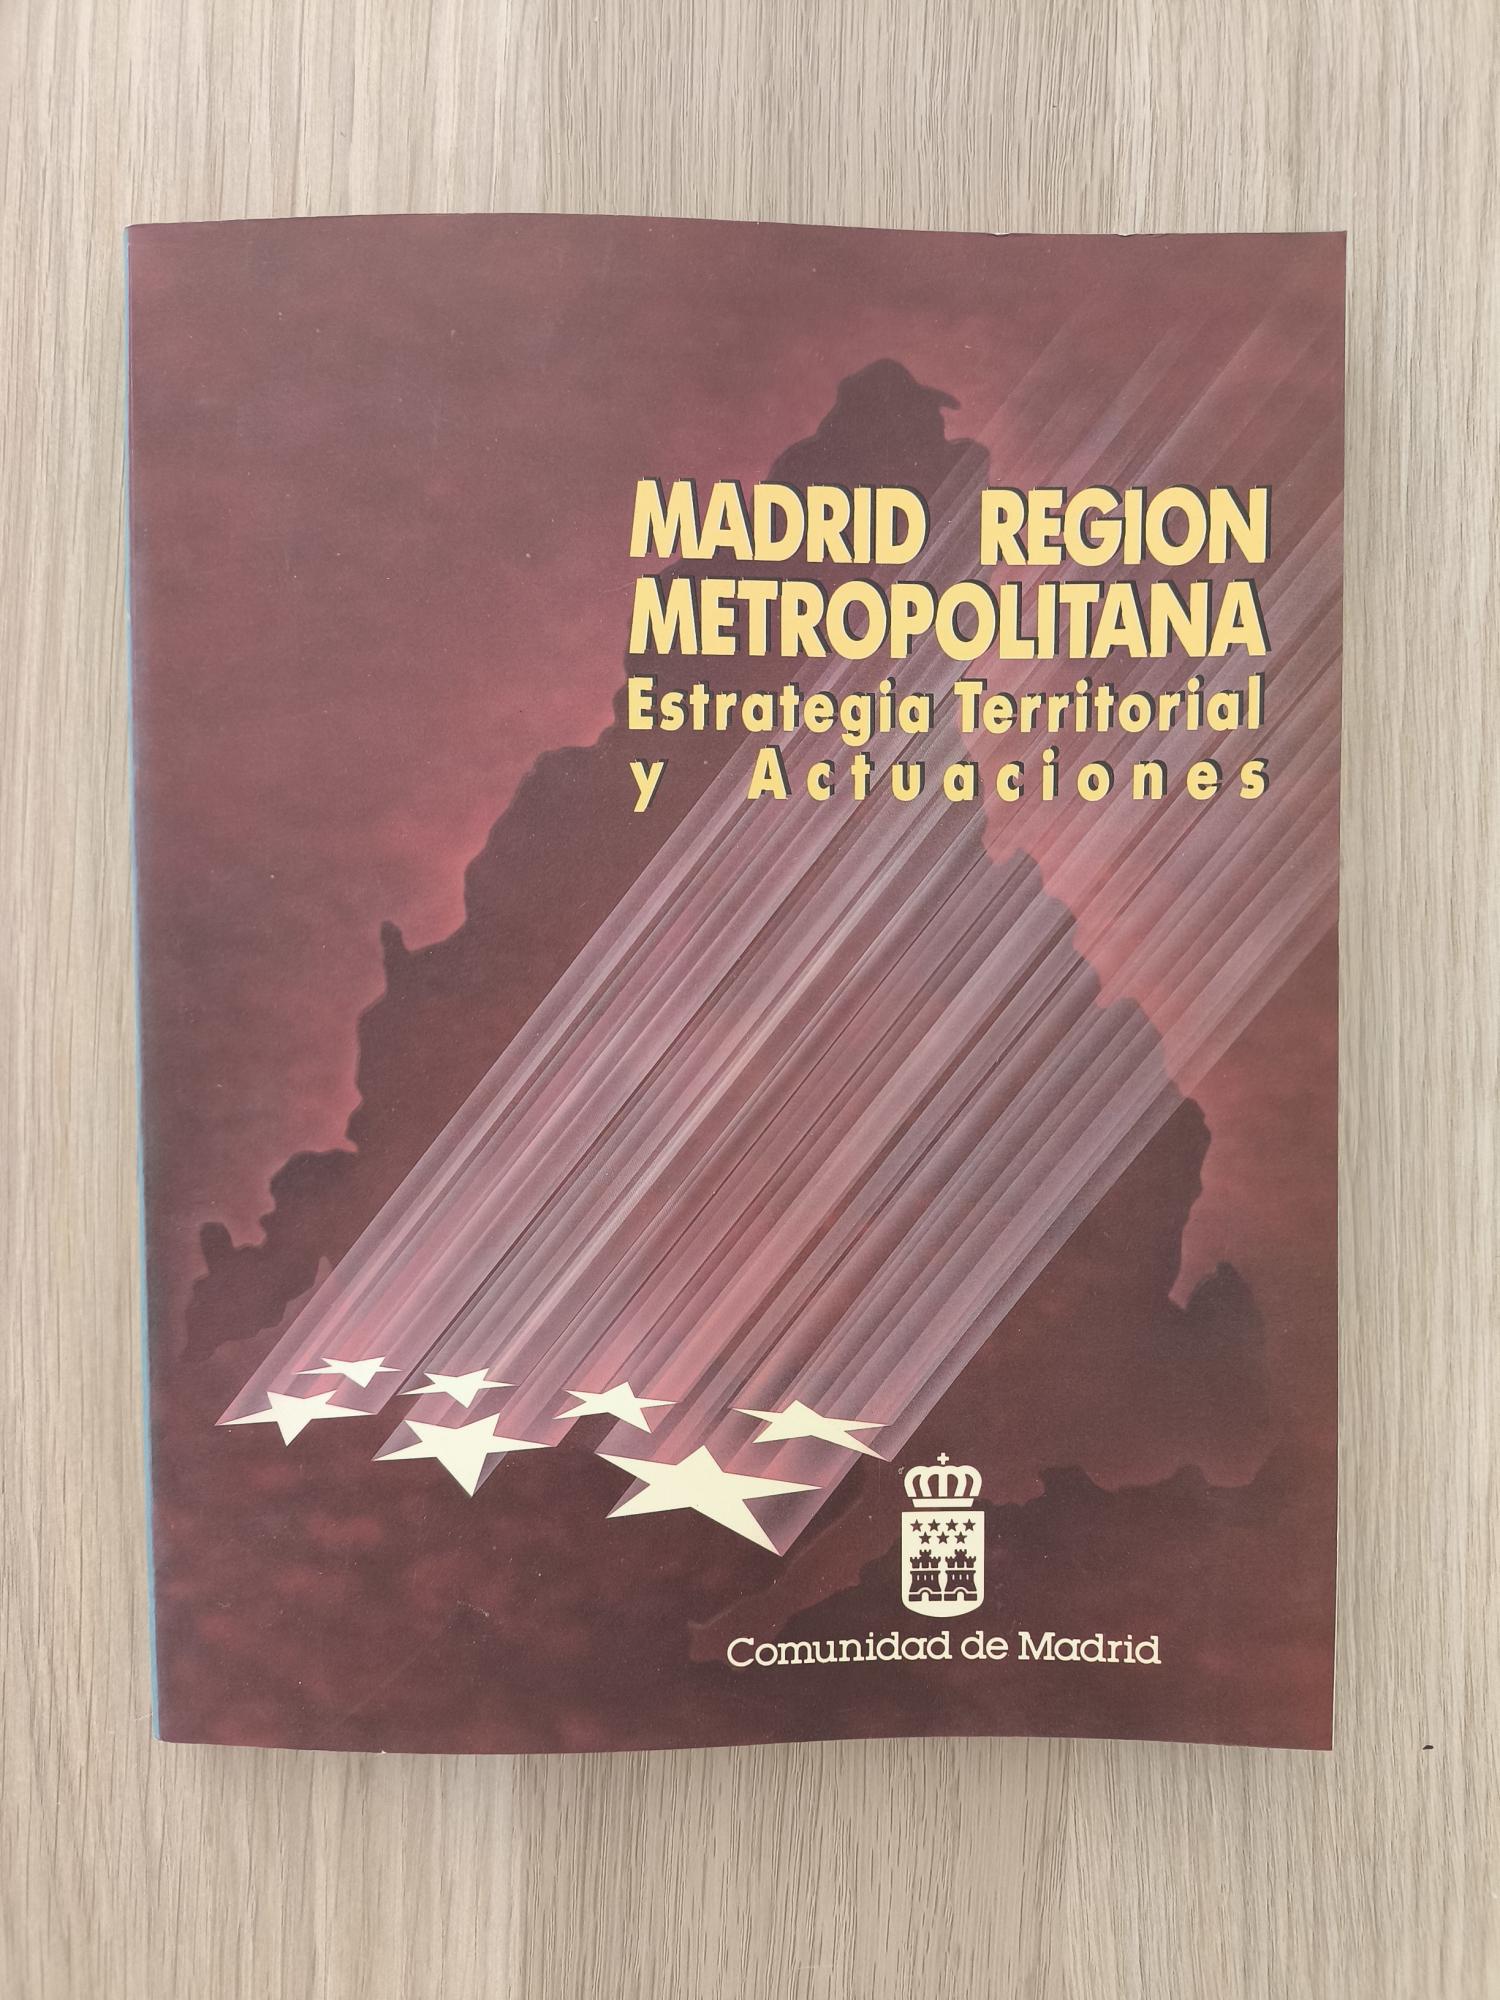 MADRID REGION
METROPOLITANA
Estrategia Territorial
y Actuaciones
Comunidad de Madrid